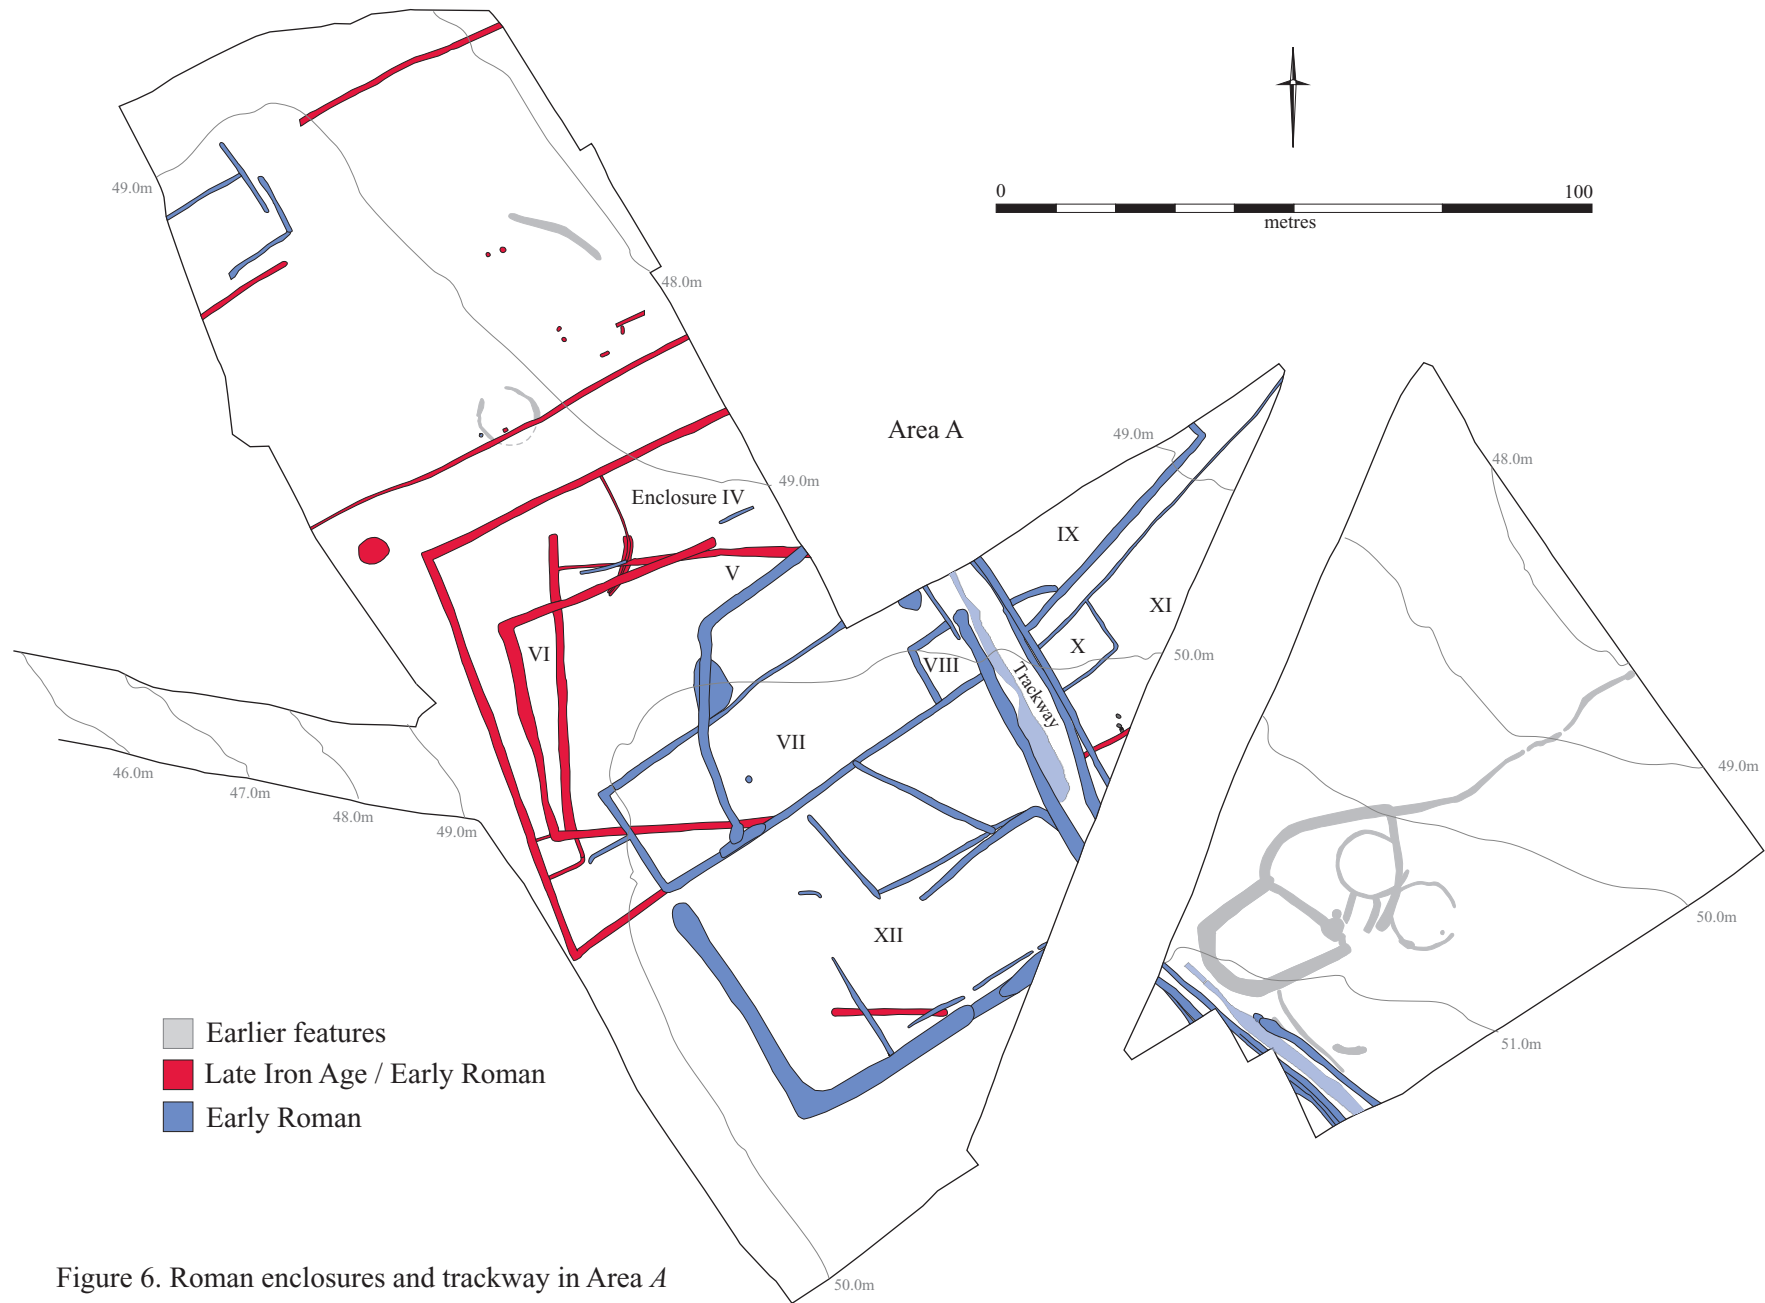 0 100
metres
49.0m
48.0m
Area A
49.0m
48.0m
49.0m
Enclosure IV
IX
V
XI
X
50.0m
VI
VIII
Trackway
VII
46.0m
47.0m
48.0m
49.0m
49.0m
50.0m
XII
51.0m
Earlier features
Late Iron Age / Early Roman
Early Roman
50.0m
Figure 6. Roman enclosures and trackway in Area A